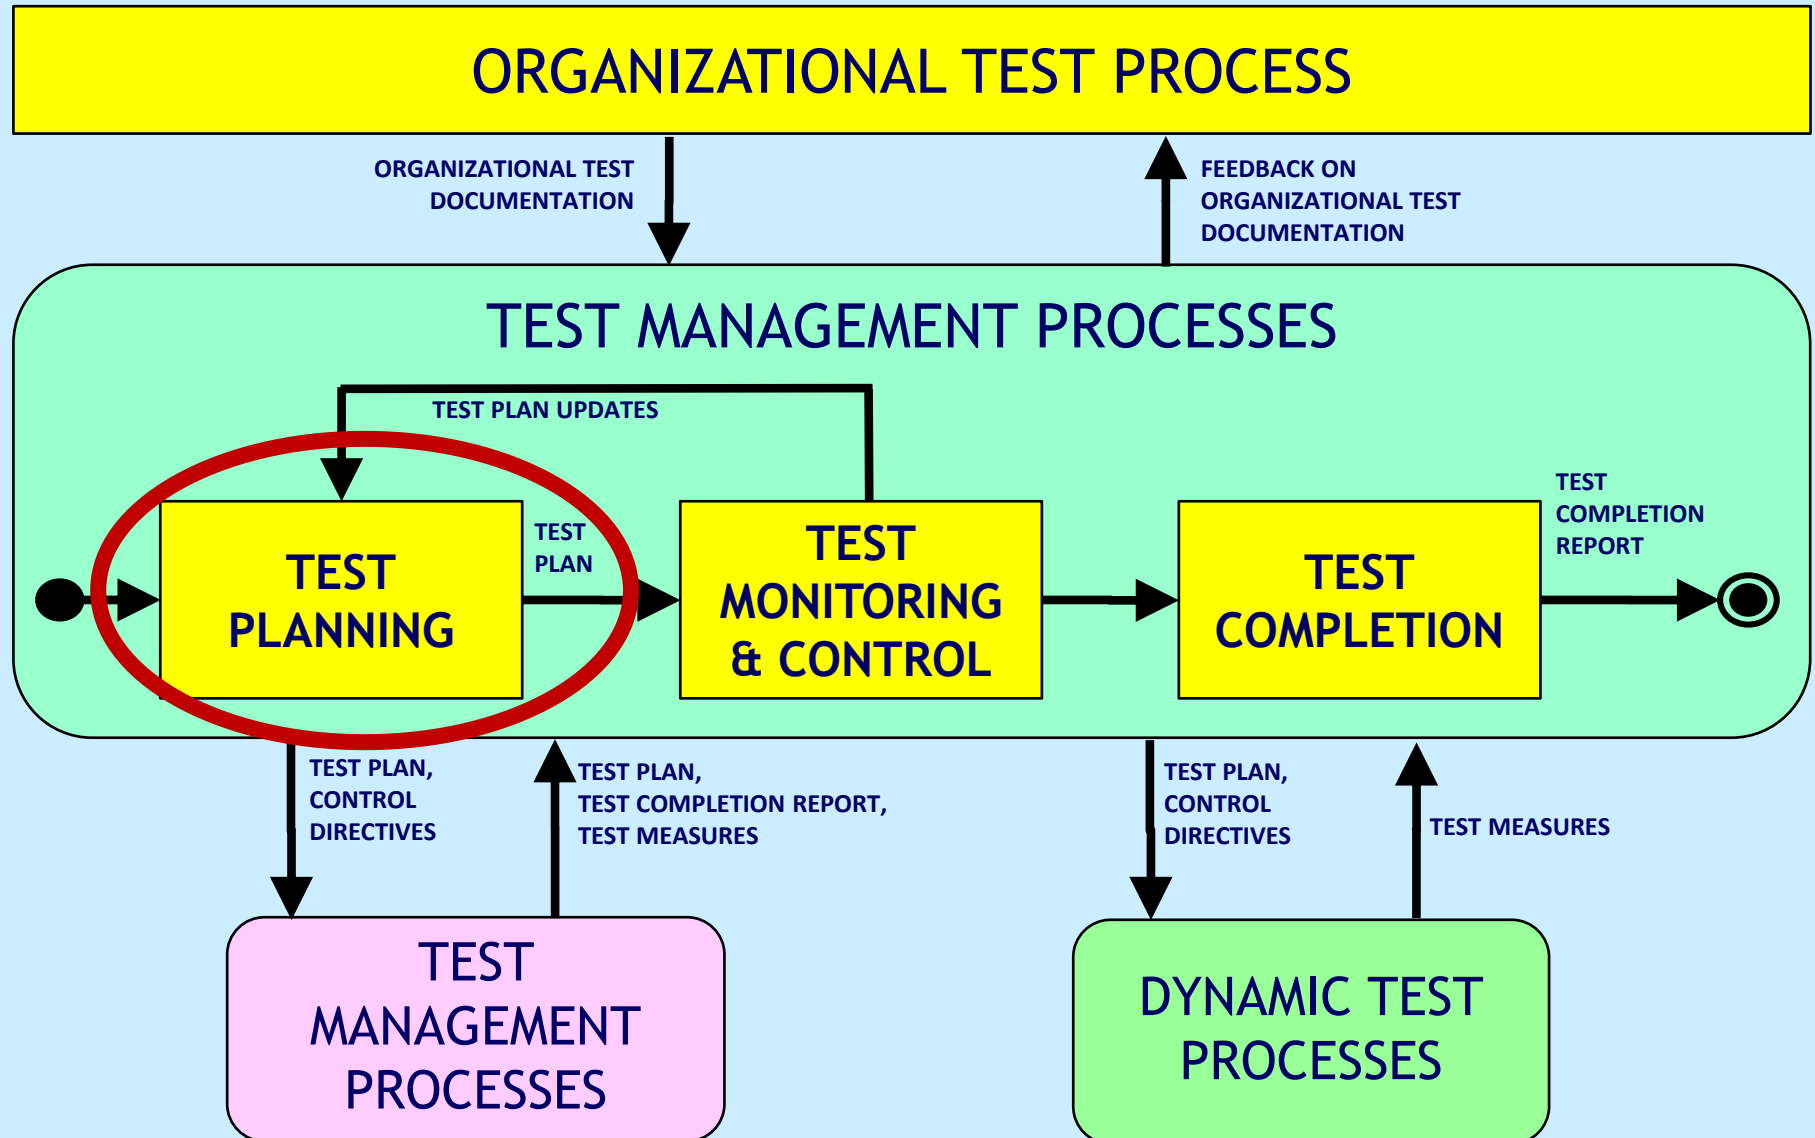 ORGANIZATIONAL TEST PROCESS
ORGANIZATIONAL TEST
DOCUMENTATION
FEEDBACK ON
ORGANIZATIONAL TEST
DOCUMENTATION
TEST MANAGEMENT PROCESSES
TEST PLAN UPDATES
TEST
PLANNING
TEST
PLAN
TEST
MONITORING
& CONTROL
TEST
COMPLETION
TEST
COMPLETION
REPORT
TEST PLAN,
CONTROL
DIRECTIVES
TEST PLAN,
TEST COMPLETION REPORT,
TEST MEASURES
TEST PLAN,
CONTROL
DIRECTIVES
TEST MEASURES
TEST
MANAGEMENT
PROCESSES
DYNAMIC TEST
PROCESSES